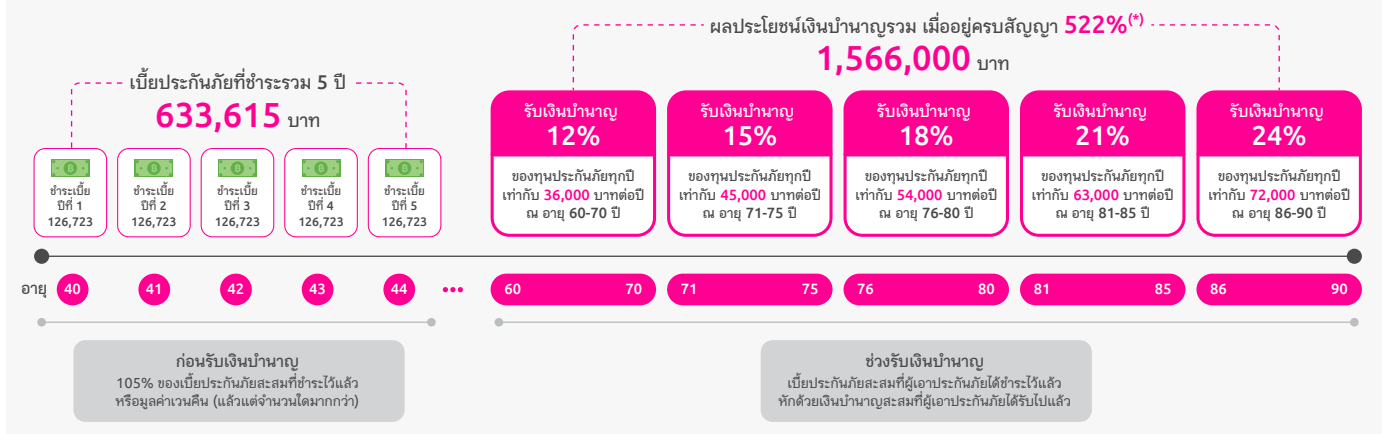 ผลประโยชน์เงินบำนาญรวม เมื่ออยู่ครบสัญญา 522%(*)
1,566,000 บาท
เบี้ยประกันภัยที่ชำระรวม 5 ปี
633,615 บาท
ชำระเบี้ย
ปีที่ 1
126,723
ชำระเบี้ย
ปีที่ 2
126,723
ชำระเบี้ย
ปีที่ 3
126,723
ชำระเบี้ย
ปีที่ 4
126,723
ชำระเบี้ย
ปีที่ 5
126,723
รับเงินบำนาญ
12%
ของทุนประกันภัยทุกปี
เท่ากับ 36,000 บาทต่อปี
ณ อายุ 60-70 ปี
รับเงินบำนาญ
15%
ของทุนประกันภัยทุกปี
เท่ากับ 45,000 บาทต่อปี
ณ อายุ 71-75 ปี
รับเงินบำนาญ
18%
ของทุนประกันภัยทุกปี
เท่ากับ 54,000 บาทต่อปี
ณ อายุ 76-80 ปี
รับเงินบำนาญ
21%
ของทุนประกันภัยทุกปี
เท่ากับ 63,000 บาทต่อปี
ณ อายุ 81-85 ปี
รับเงินบำนาญ
24%
ของทุนประกันภัยทุกปี
เท่ากับ 72,000 บาทต่อปี
ณ อายุ 86-90 ปี
อายุ 40 41 42 43 44 ••• 60 70 71 75 76 80 81 85 86 90
ก่อนรับเงินบำนาญ
105% ของเบี้ยประกันภัยสะสมที่ชำระไว้แล้ว
หรือมูลค่าเวนคืน (แล้วแต่จำนวนใดมากกว่า)
ช่วงรับเงินบำนาญ
เบี้ยประกันภัยสะสมที่ผู้เอาประกันภัยได้ชำระไว้แล้ว
หักด้วยเงินบำนาญสะสมที่ผู้เอาประกันภัยได้รับไปแล้ว